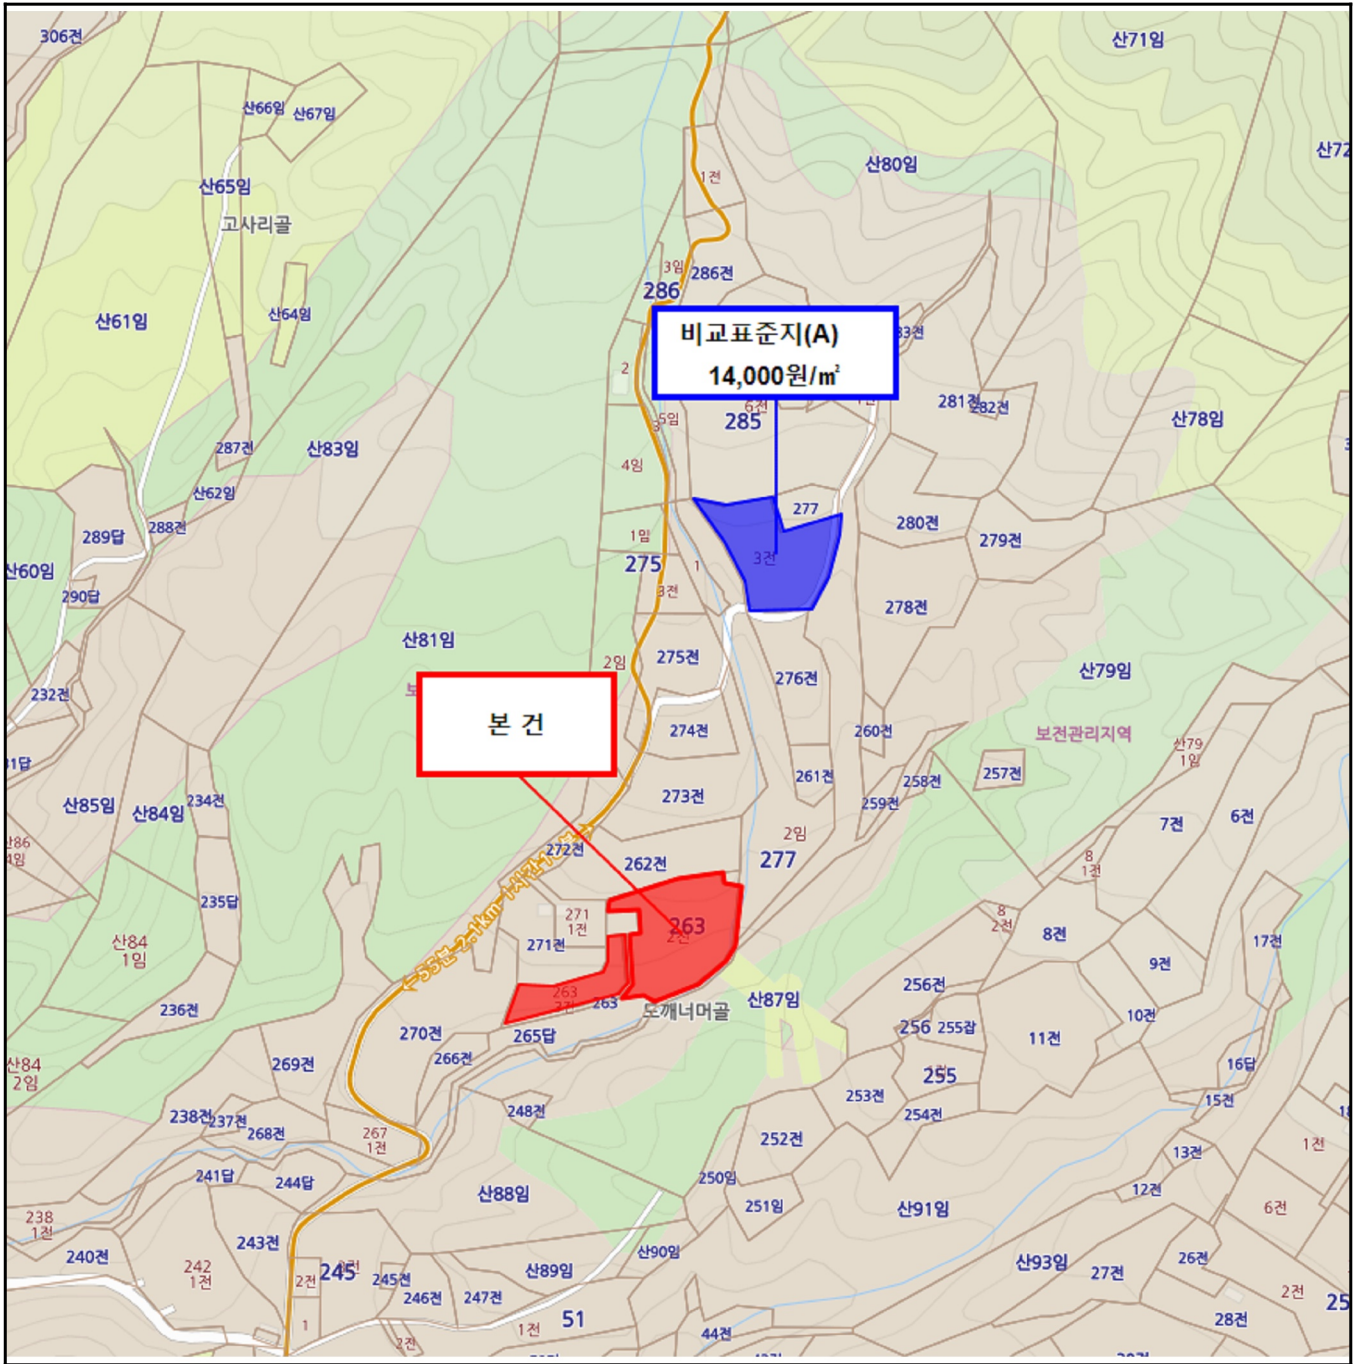 306전
산71임
산66임
산67임
산72
산80임
1전
산65임
고사리골
3임
286전
286
산64임
산61임
비교표준지(A)
14,000원/㎡
33전
2
281전
282전
6전
285
5임
산78임
287전
산83임
4임
산62임
277
288전
289답
280전
279전
1임
275
3전
1
산60임
3전
290답
278전
산81임
275전
2임
산79임
276전
232전
본 건
274전
260전
보전관리지역
산79
1임
261전
257전
258전
259전
273전
산85임
산84임
234전
7전
6전
2임
277
272전
262전
8
1전
235답
271
1전
263
2전
8
2전
8전
17전
271전
산84
1임
9전
256전
263
263
산87임
도깨너머골
236전
10전
270전
265답
256
255잡
11전
266전
269전
산84
2임
255
16답
253전
15전
254전
238전
237전
268전
248전
267
1전
252전
1전
13전
241답
244답
250임
산88임
12전
251임
산91임
6전
238
1전
243전
240전
산90임
산93임
26전
242
1전
산89임
27전
2전
245
245전
246전
247전
2전
25
51
28전
1
1전
44전
2전